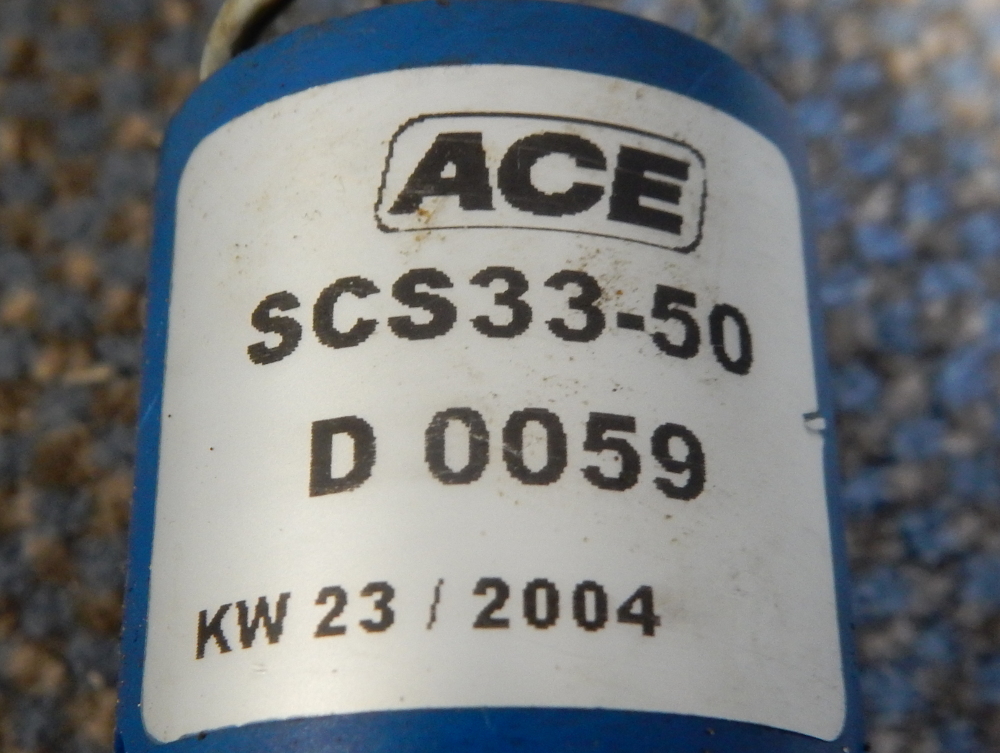 ACE
SCS33-50
D 0059
KW 23 / 2004